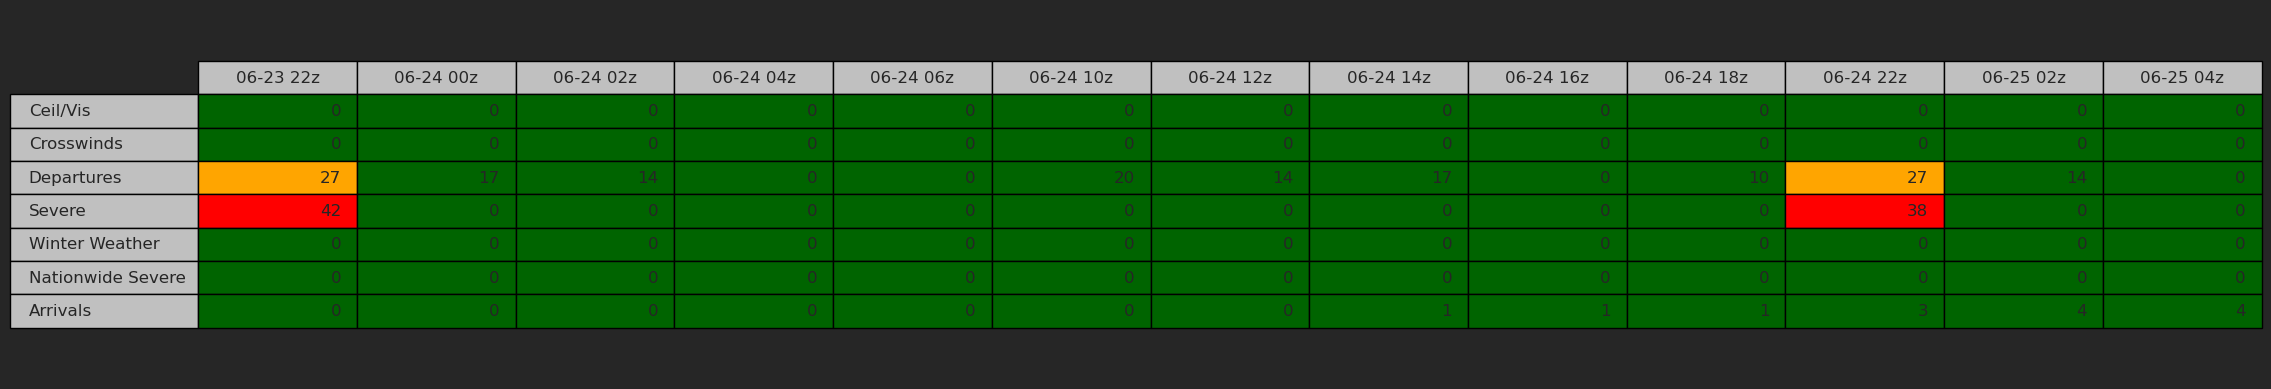 06-23 22z 06-24 00z 06-24 02z 06-24 04z 06-24 06z 06-24 10z 06-24 12z 06-24 14z 06-24 16z 06-24 18z 06-24 22z 06-25 02z 06-25 04z
Ceil/Vis 0 0 0 0 0 0 0 0 0 0 0 0 0
Crosswinds 0 0 0 0 0 0 0 0 0 0 0 0 0
Departures 27 17 14 0 0 20 14 17 0 10 27 14 0
Severe 42 0 0 0 0 0 0 0 0 0 38 0 0
Winter Weather 0 0 0 0 0 0 0 0 0 0 0 0 0
Nationwide Severe 0 0 0 0 0 0 0 0 0 0 0 0 0
Arrivals 0 0 0 0 0 0 0 1 1 1 3 4 4